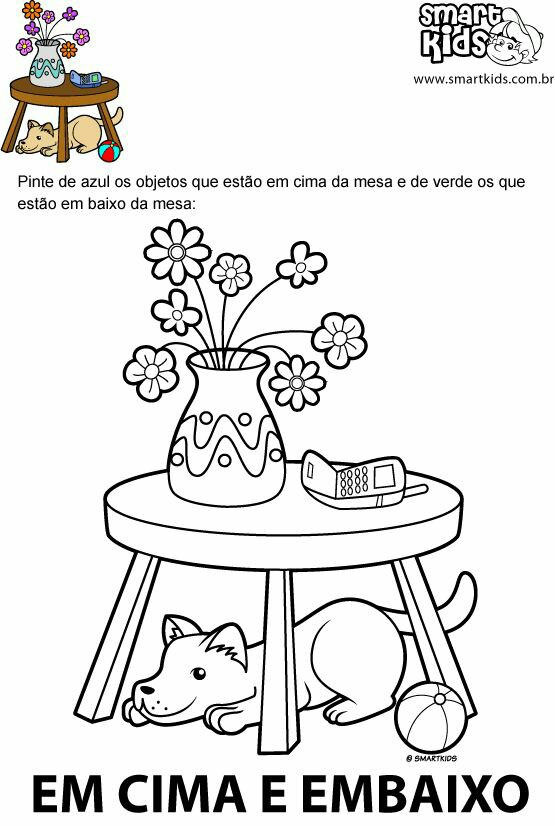 smart
kids
www.smartkids.com.br
Pinte de azul os objetos que estão em cima da mesa e de verde os que
estão em baixo da mesa:
© SMARTKIDS
EM CIMA E EMBAIXO